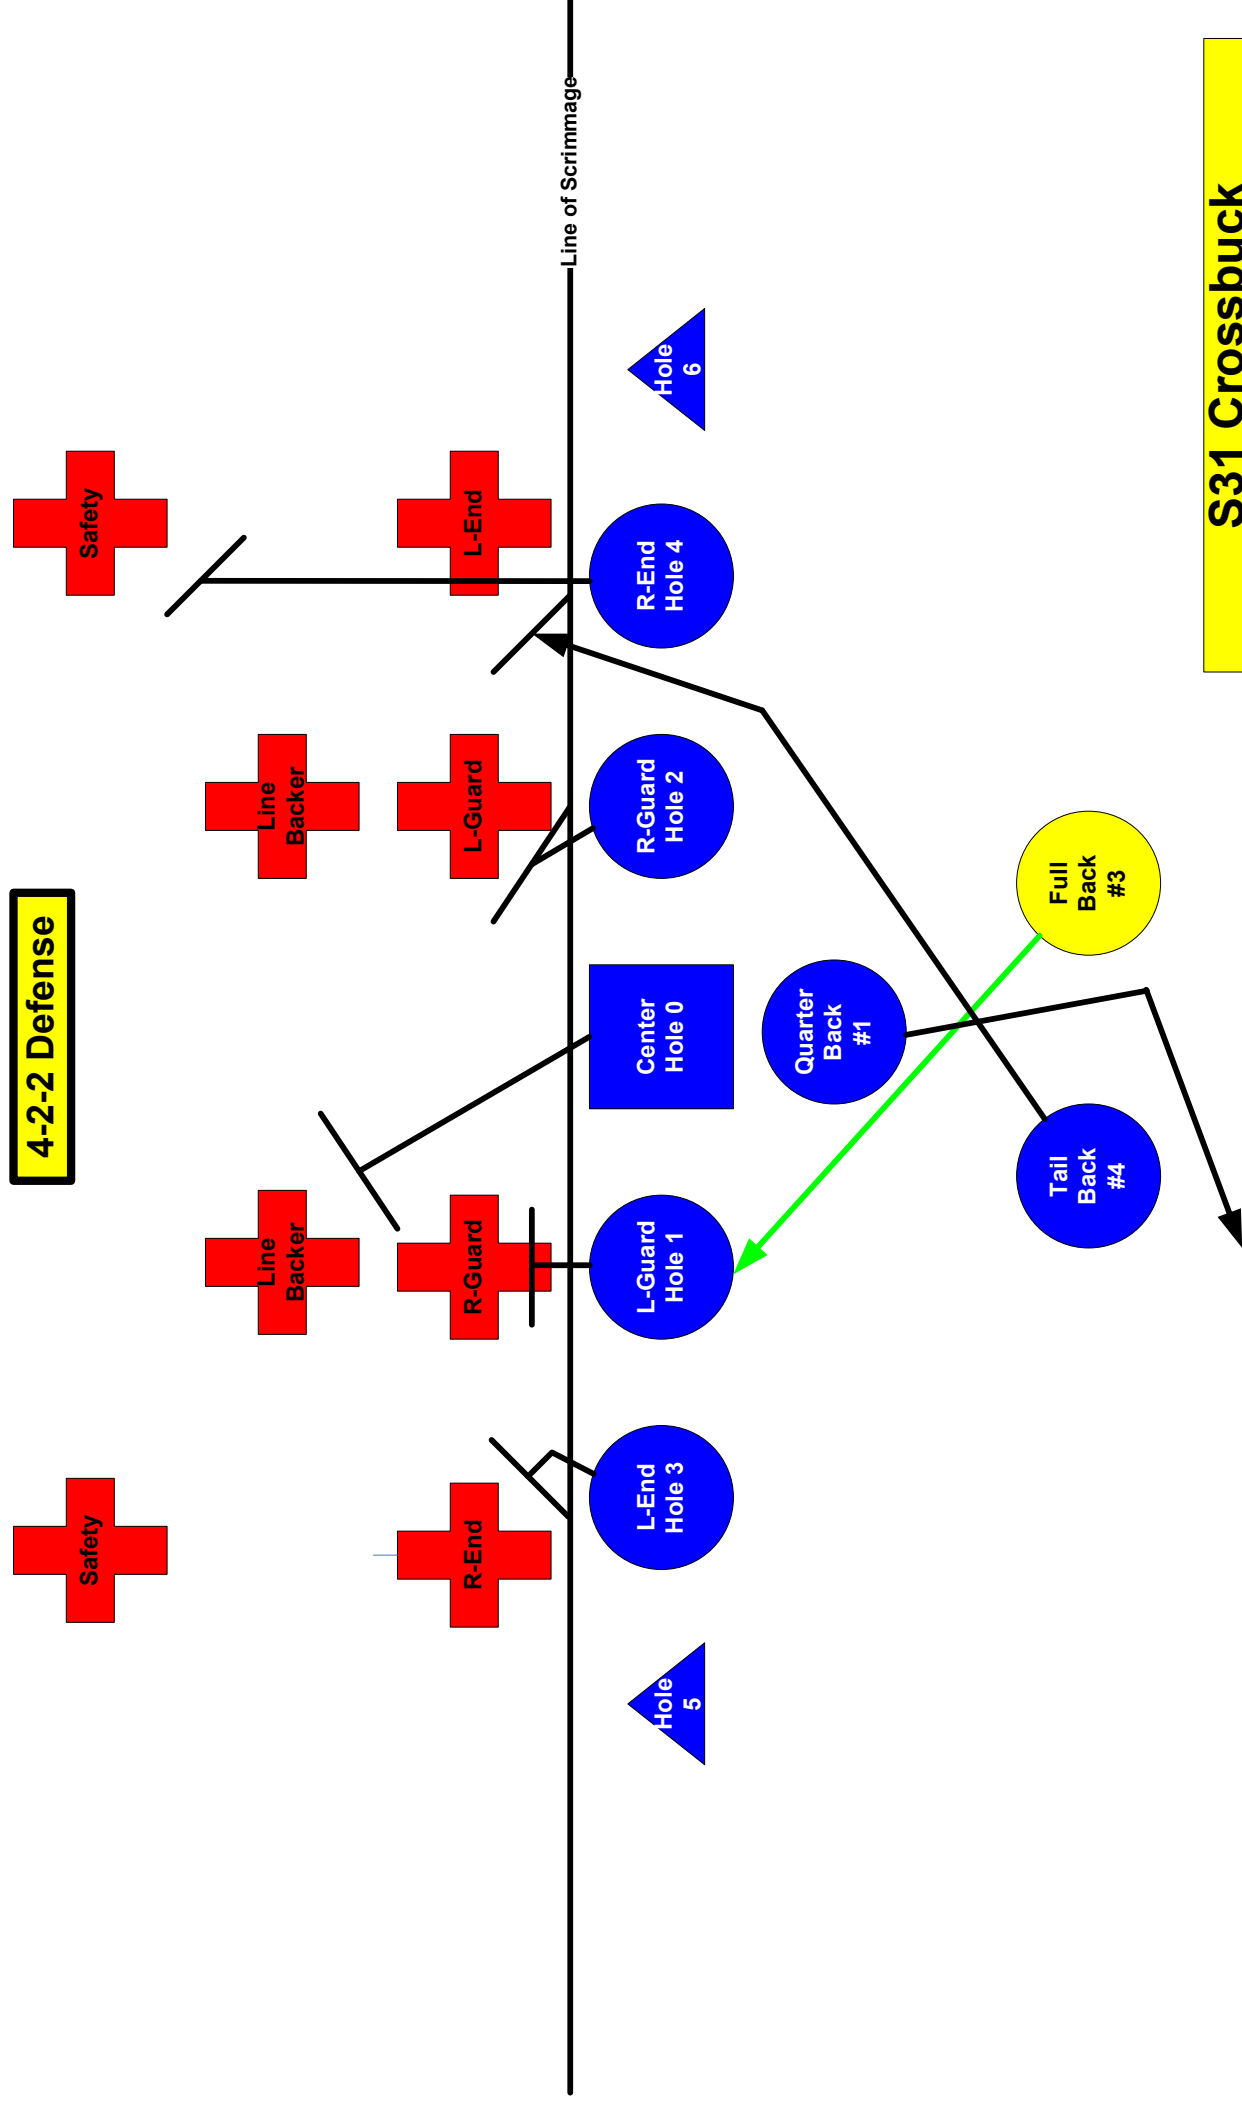 4-2-2 Defense
Safety
Safety
Line
Backer
Line
Backer
R-End
R-Guard
L-Guard
L-End
Line of Scrimmage
Hole
5
L-End
Hole 3
L-Guard
Hole 1
Center
Hole 0
R-Guard
Hole 2
R-End
Hole 4
Hole
6
Quarter
Back
#1
Tail
Back
#4
Full
Back
#3
S31 Crossbuck